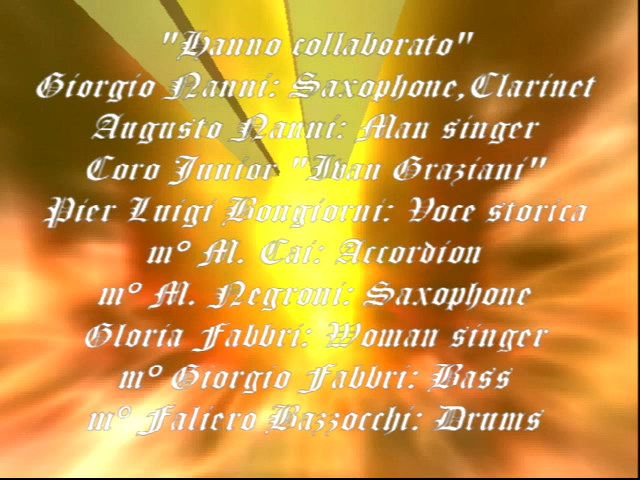 "Hanno collaborato"
Giorgio Nanni: Saxophone,Clarinet
Augusto Nanni: Man singer
Coro Junior "Ivan Graziani"
Pier Luigi Bongiorni: Voce storica
m° M. Cai: Accordion
m° M. Negroni: Saxophone
Gloria Fabbri: Woman singer
m° Giorgio Fabbri: Bass
m° Faliero Bazzocchi: Drums